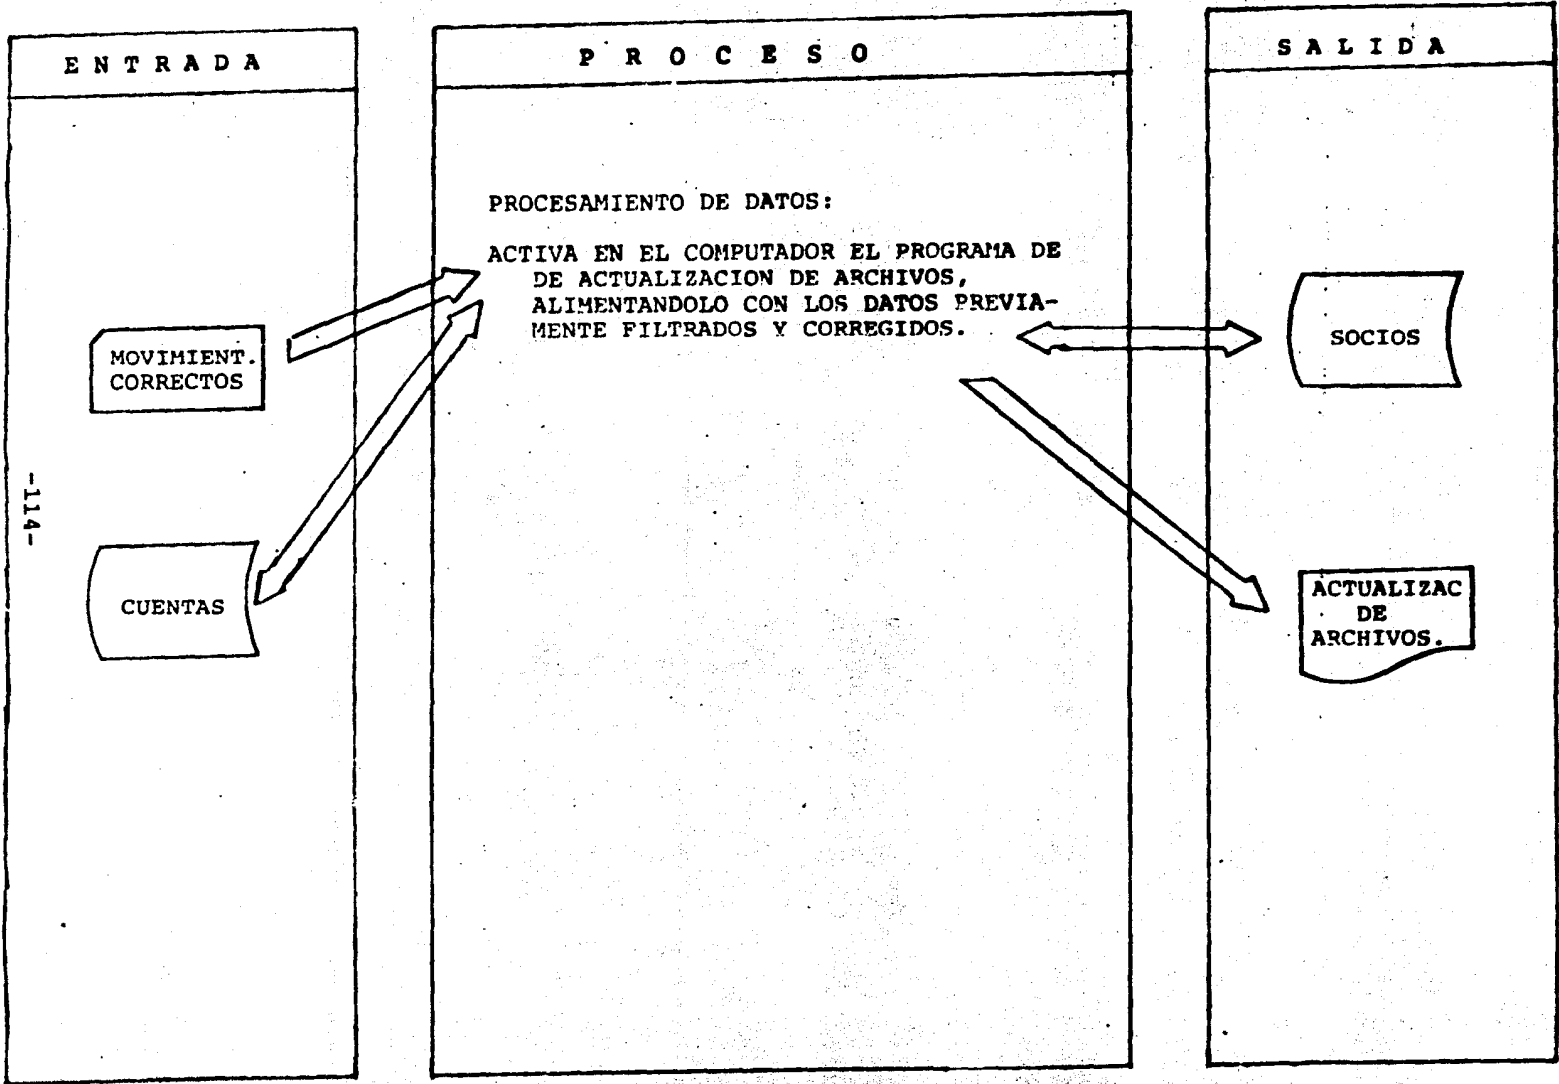 E N T R A D A
P R O C E S O
S A L I D A
PROCESAMIENTO DE DATOS:
ACTIVA EN EL COMPUTADOR EL PROGRAMA DE
DE ACTUALIZACION DE ARCHIVOS,
ALIMENTANDOLO CON LOS DATOS PREVIA-
MENTE FILTRADOS Y CORREGIDOS.
MOVIMIENT.
CORRECTOS
CUENTAS
SOCIOS
ACTUALIZAC
DE
ARCHIVOS.
-114-